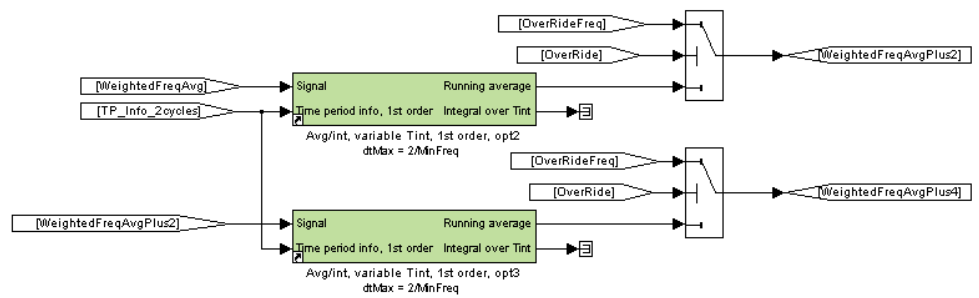 [OverRideFreq]
[OverRide]
[WeightedFreqAvgPlus2]
[WeightedFreqAvg]
Signal
Running average
[TP_Info_2cycles]
Time period info, 1st order
Integral over Tint
Avg/int, variable Tint, 1st order, opt2
dtMax = 2/MinFreq
[OverRideFreq]
[OverRide]
[WeightedFreqAvgPlus4]
[WeightedFreqAvgPlus2]
Signal
Running average
Time period info, 1st order
Integral over Tint
Avg/int, variable Tint, 1st order, opt3
dtMax = 2/MinFreq